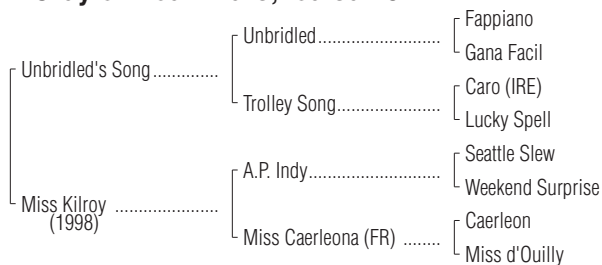 Unbridled's Song..............
Miss Kilroy ......................
(1998)
Unbridled..........................
Trolley Song......................
A.P. Indy............................
Miss Caerleona (FR) ........
Fappiano
Gana Facil
Caro (IRE)
Lucky Spell
Seattle Slew
Weekend Surprise
Caerleon
Miss d'Ouilly